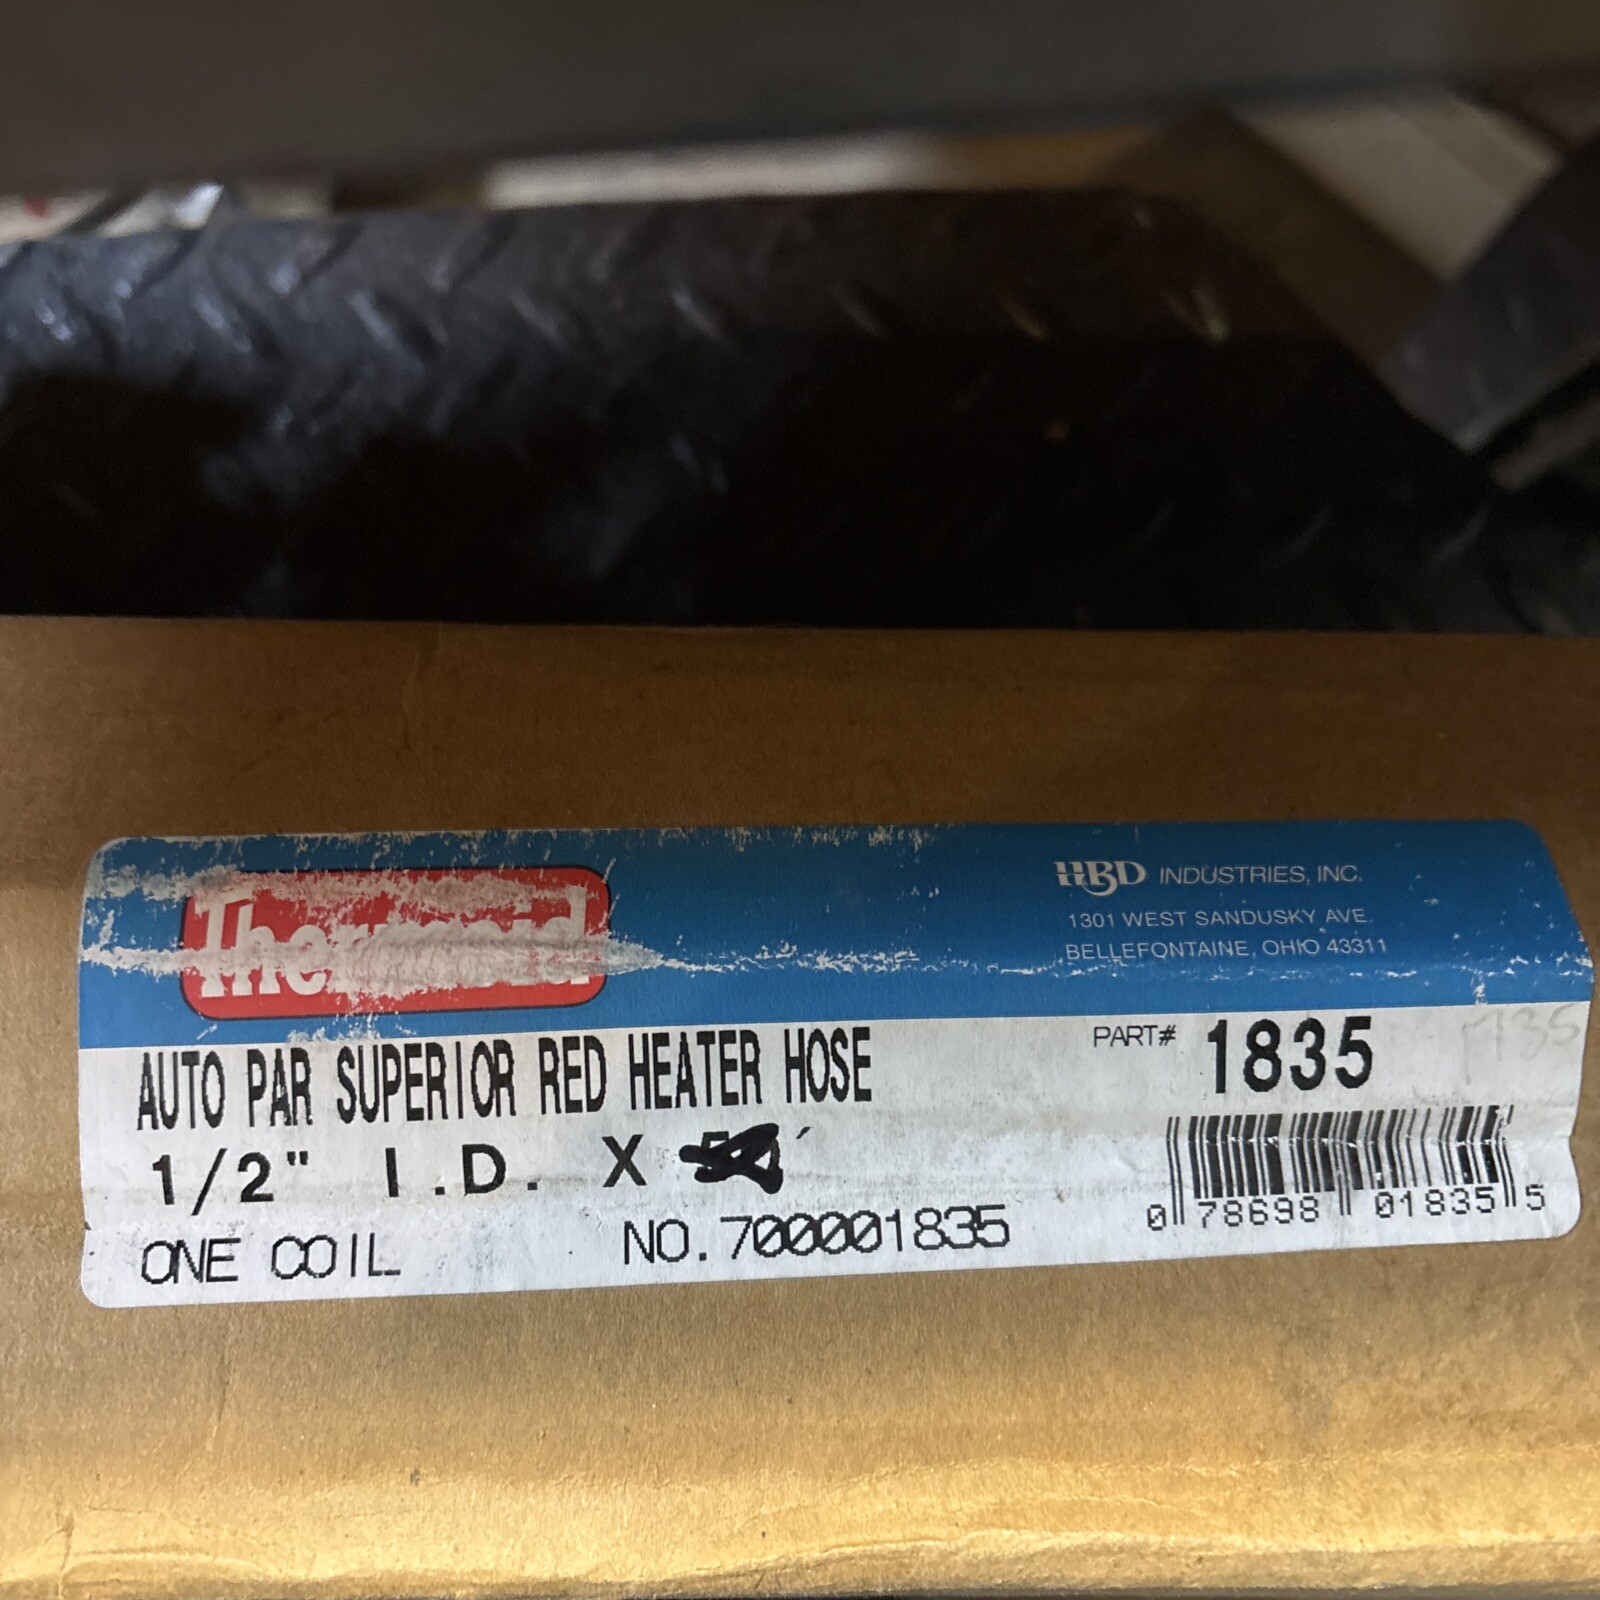 Thermoid
HBD INDUSTRIES, INC.
1301 WEST SANDUSKY AVE.
BELLEFONTAINE, OHIO 43311
AUTO PAR SUPERIOR RED HEATER HOSE
PART# 1835
1/2" I.D. X ′
ONE COIL NO. 700001835
0 78698 01835 5